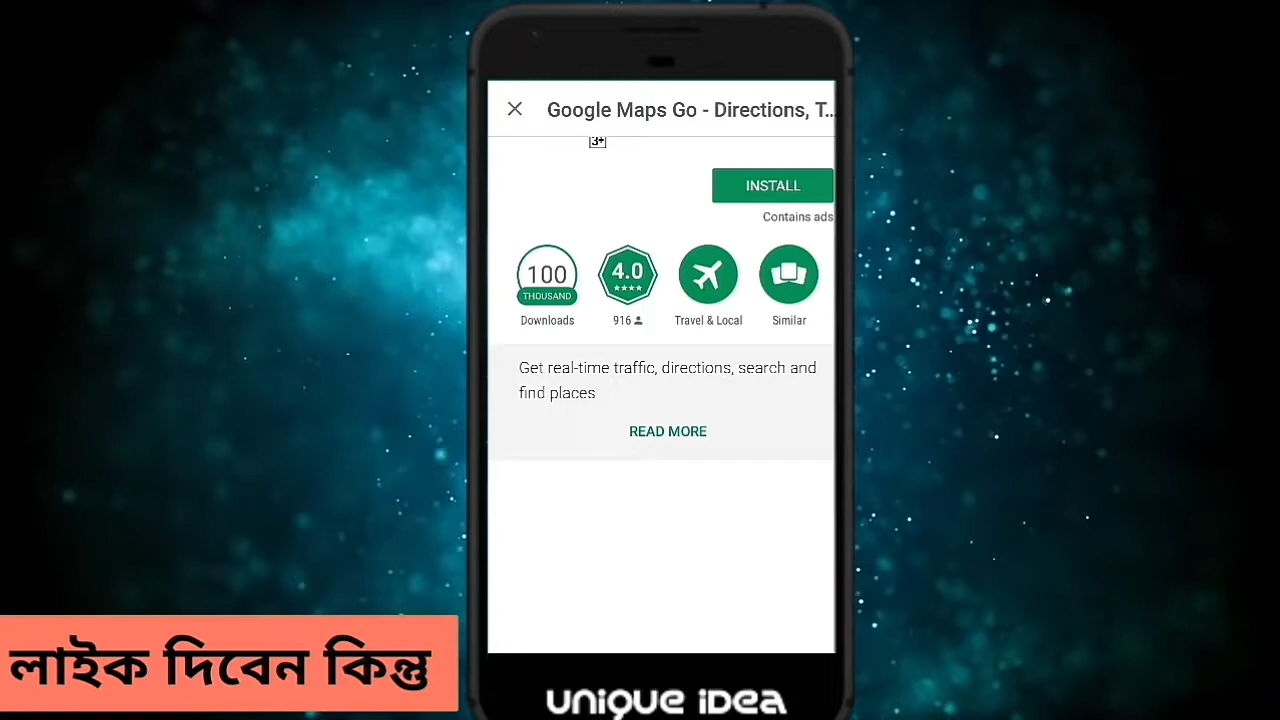 Google Maps Go - Directions, T...
3+
INSTALL
Contains ads
100
THOUSAND
4.0
Downloads
916
Travel & Local
Similar
Get real-time traffic, directions, search and
find places
READ MORE
লাইক দিবেন কিন্তু
UNIQUE IDEA